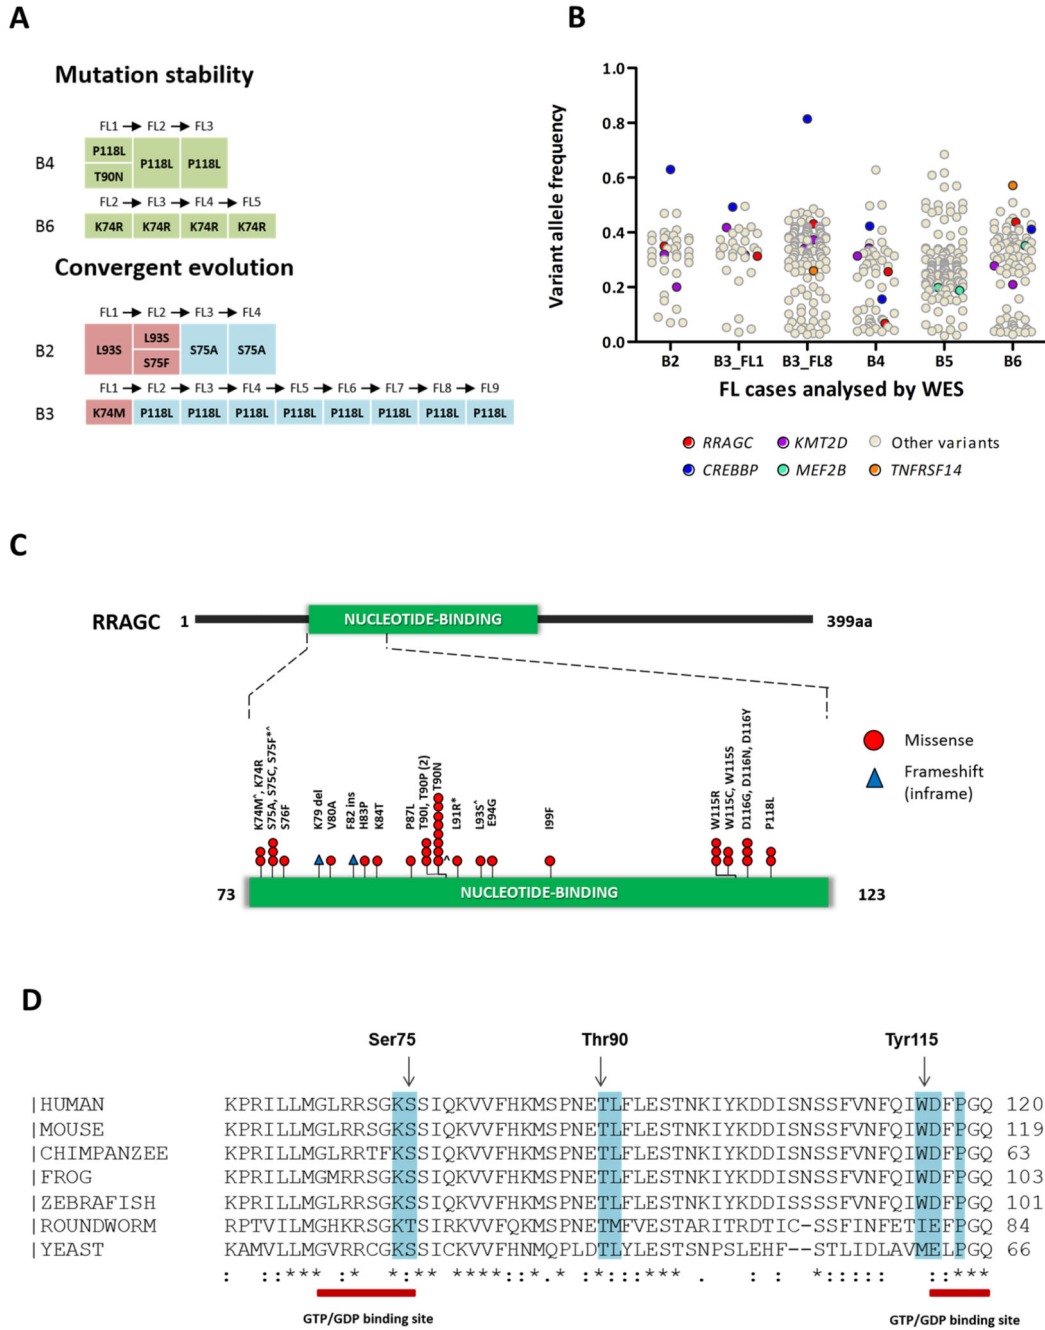 A
Mutation stability
FL1 → FL2 → FL3
B4
P118L
T90N
P118L
P118L
FL2 → FL3 → FL4 → FL5
B6
K74R
K74R
K74R
K74R
Convergent evolution
FL1 → FL2 → FL3 → FL4
B2
L93S
L93S
S75F
S75A
S75A
FL1 → FL2 → FL3 → FL4 → FL5 → FL6 → FL7 → FL8 → FL9
B3
K74M
P118L
P118L
P118L
P118L
P118L
P118L
P118L
P118L
B
Variant allele frequency
1.0
0.8
0.6
0.4
0.2
0.0
B2
B3_FL1
B3_FL8
B4
B5
B6
FL cases analysed by WES
RRAGC
KMT2D
Other variants
CREBBP
MEF2B
TNFRSF14
C
RRAGC
1
NUCLEOTIDE-BINDING
399aa
K74M^, K74R
S75A, S75C, S75F*^
S76F
K79 del
V80A
F82 ins
H83P
K84T
P87L
T90I, T90P (2)
T90N
^
L91R*
L93S^
E94G
I99F
W115R
W115C, W115S
D116G, D116N, D116Y
P118L
Missense
Frameshift
(inframe)
73
NUCLEOTIDE-BINDING
123
D
Ser75
Thr90
Tyr115
|HUMAN KPRILLMGLRRSGKSSIQKVVFHKMSPNETLFLESTNKIYKDDISNSSFVNFQIWDFPGQ 120
|MOUSE KPRILLMGLRRSGKSSIQKVVFHKMSPNETLFLESTNKIYKDDISNSSFVNFQIWDFPGQ 119
|CHIMPANZEE KPRILLMGLRRTFKSSIQKVVFHKMSPNETLFLESTNKIYKDDISNSSFVNFQIWDFPGQ 63
|FROG KPRILLMGMRRSGKSSIQKVVFHKMSPNETLFLESTNKIYKDDISNSSFVNFQIWDFPGQ 103
|ZEBRAFISH KPRILLMGLRRSGKSSIQKVVFHKMSPNETLFLESTNKIYKDDISSSSFVNFQIWDFPGQ 101
|ROUNDWORM RPTVILMGHKRSGKTSIRKVVFQKMSPNETMFVESTARITRDTIC-SSFINFETIEFPGQ 84
|YEAST KAMVLLMGVRRCGKSSICKVVFHNMQPLDTLYLESTSNPSLEHF--STLIDLAVMELPGQ 66
: ::*** :* *:** ****:*.* :*::*** . : : *::::: ::***
GTP/GDP binding site
GTP/GDP binding site